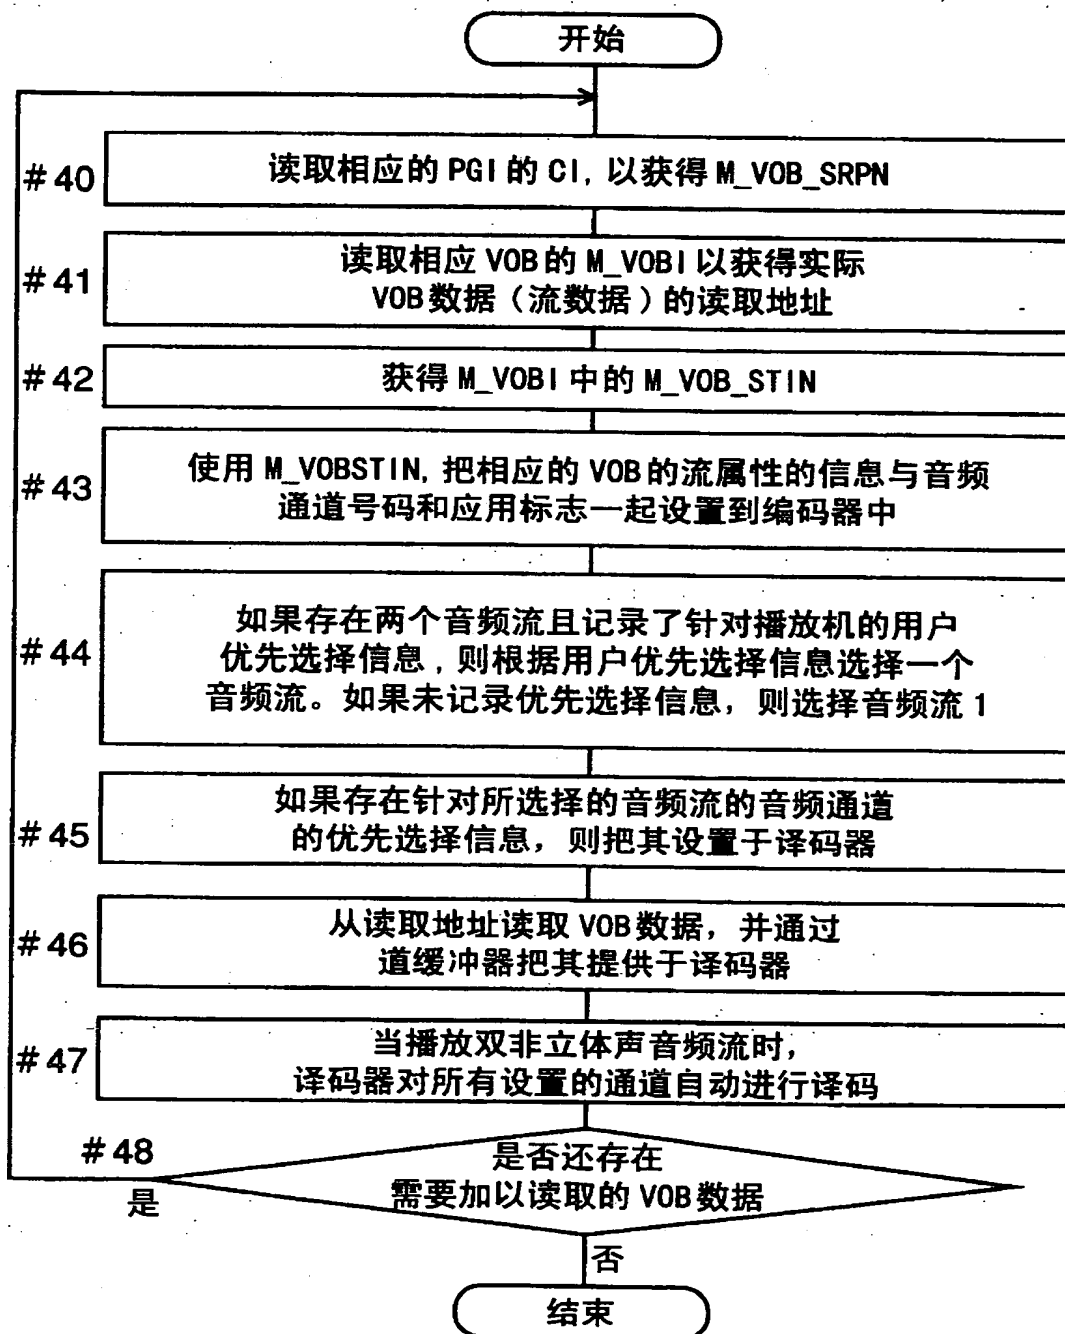 开始
#40
读取相应的 PGI 的 CI, 以获得 M_VOB_SRPN
#41
读取相应 VOB 的 M_VOBI 以获得实际
VOB 数据（流数据）的读取地址
#42
获得 M_VOBI 中的 M_VOB_STIN
#43
使用 M_VOBSTIN, 把相应的 VOB 的流属性的信息与音频
通道号码和应用标志一起设置到编码器中
#44
如果存在两个音频流且记录了针对播放机的用户
优先选择信息，则根据用户优先选择信息选择一个
音频流。如果未记录优先选择信息，则选择音频流 1
#45
如果存在针对所选择的音频流的音频通道
的优先选择信息，则把其设置于译码器
#46
从读取地址读取 VOB 数据，并通过
道缓冲器把其提供于译码器
#47
当播放双非立体声音频流时，
译码器对所有设置的通道自动进行译码
#48
是否还存在
需要加以读取的 VOB 数据
是
否
结束